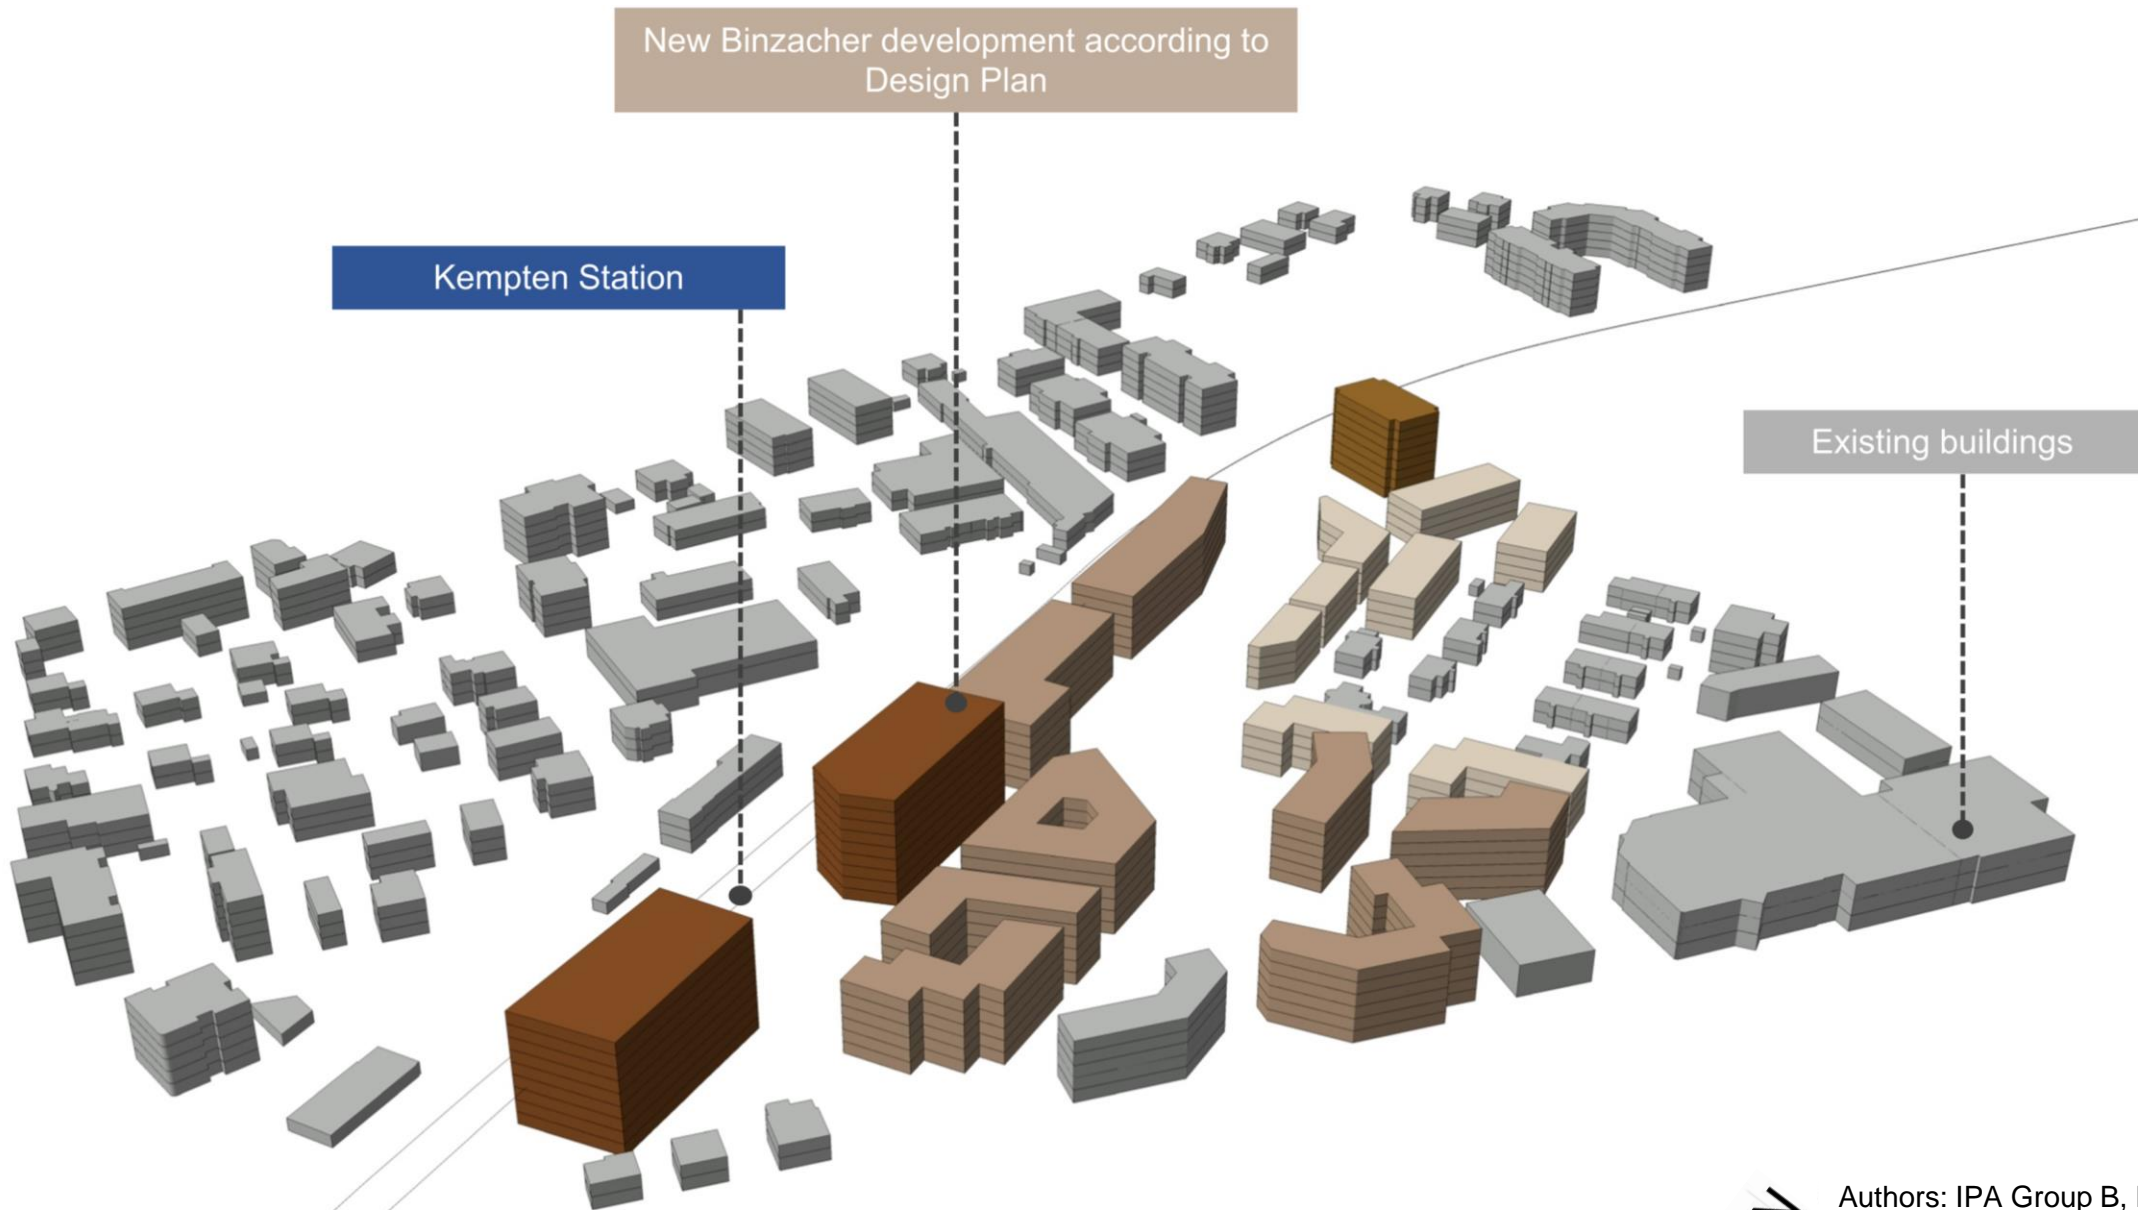 New Binzacher development according to
Design Plan
Kempten Station
Existing buildings
Authors: IPA Group B,